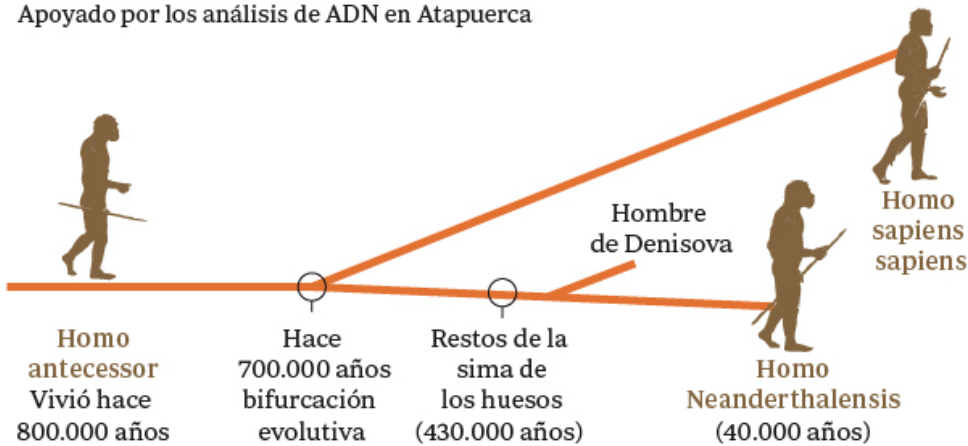 Apoyado por los análisis de ADN en Atapuerca
Homo
antecessor
Vivió hace
800.000 años
Hace
700.000 años
bifurcación
evolutiva
Restos de la
sima de
los huesos
(430.000 años)
Hombre
de Denisova
Homo
Neanderthalensis
(40.000 años)
Homo
sapiens
sapiens